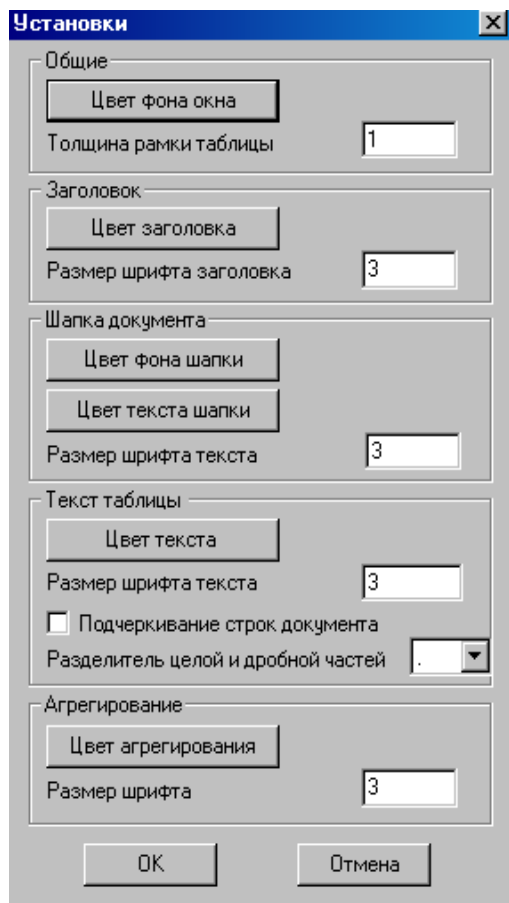 Установки
Общие
Цвет фона окна
Толщина рамки таблицы 1
Заголовок
Цвет заголовка
Размер шрифта заголовка 3
Шапка документа
Цвет фона шапки
Цвет текста шапки
Размер шрифта текста 3
Текст таблицы
Цвет текста
Размер шрифта текста 3
Подчеркивание строк документа
Разделитель целой и дробной частей .
Агрегирование
Цвет агрегирования
Размер шрифта 3
OK Отмена